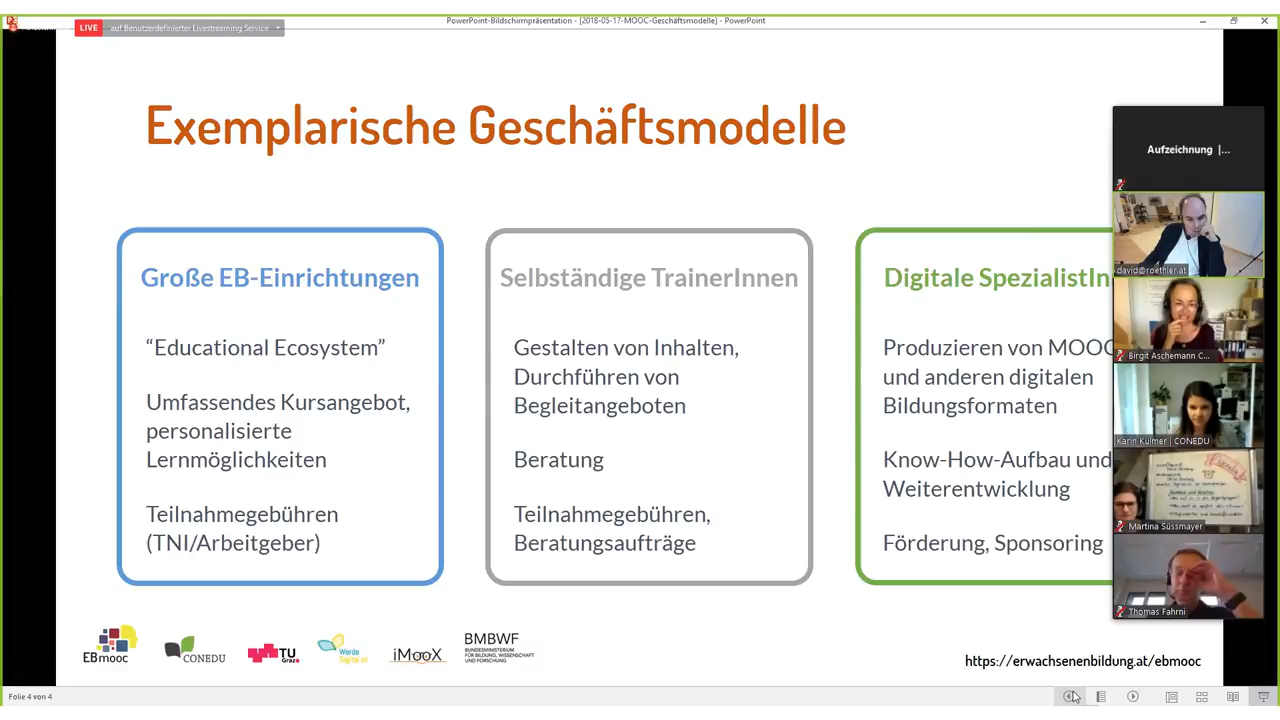 PowerPoint-Bildschirmpräsentation - [2018-05-17-MOOC-Geschäftsmodelle] - PowerPoint
LIVE auf Benutzerdefinierter Livestreaming Service
Exemplarische Geschäftsmodelle
Große EB-Einrichtungen
“Educational Ecosystem”
Umfassendes Kursangebot,
personalisierte
Lernmöglichkeiten
Teilnahmegebühren
(TNI/Arbeitgeber)
Selbständige TrainerInnen
Gestalten von Inhalten,
Durchführen von
Begleitangeboten
Beratung
Teilnahmegebühren,
Beratungsaufträge
Digitale SpezialistIn
Produzieren von MOOC
und anderen digitalen
Bildungsformaten
Know-How-Aufbau und
Weiterentwicklung
Förderung, Sponsoring
Aufzeichnung |...
david@roethler.at
Birgit Aschemann C...
Karin Kulmer | CONEDU
Martina Süssmayer
Thomas Fahrni
EBmooc
CONEDU
TU
Graz
Werde
Digital.at
iMooX
BMBWF
BUNDESMINISTERIUM
FÜR BILDUNG, WISSENSCHAFT
UND FORSCHUNG
https://erwachsenenbildung.at/ebmooc
Folie 4 von 4